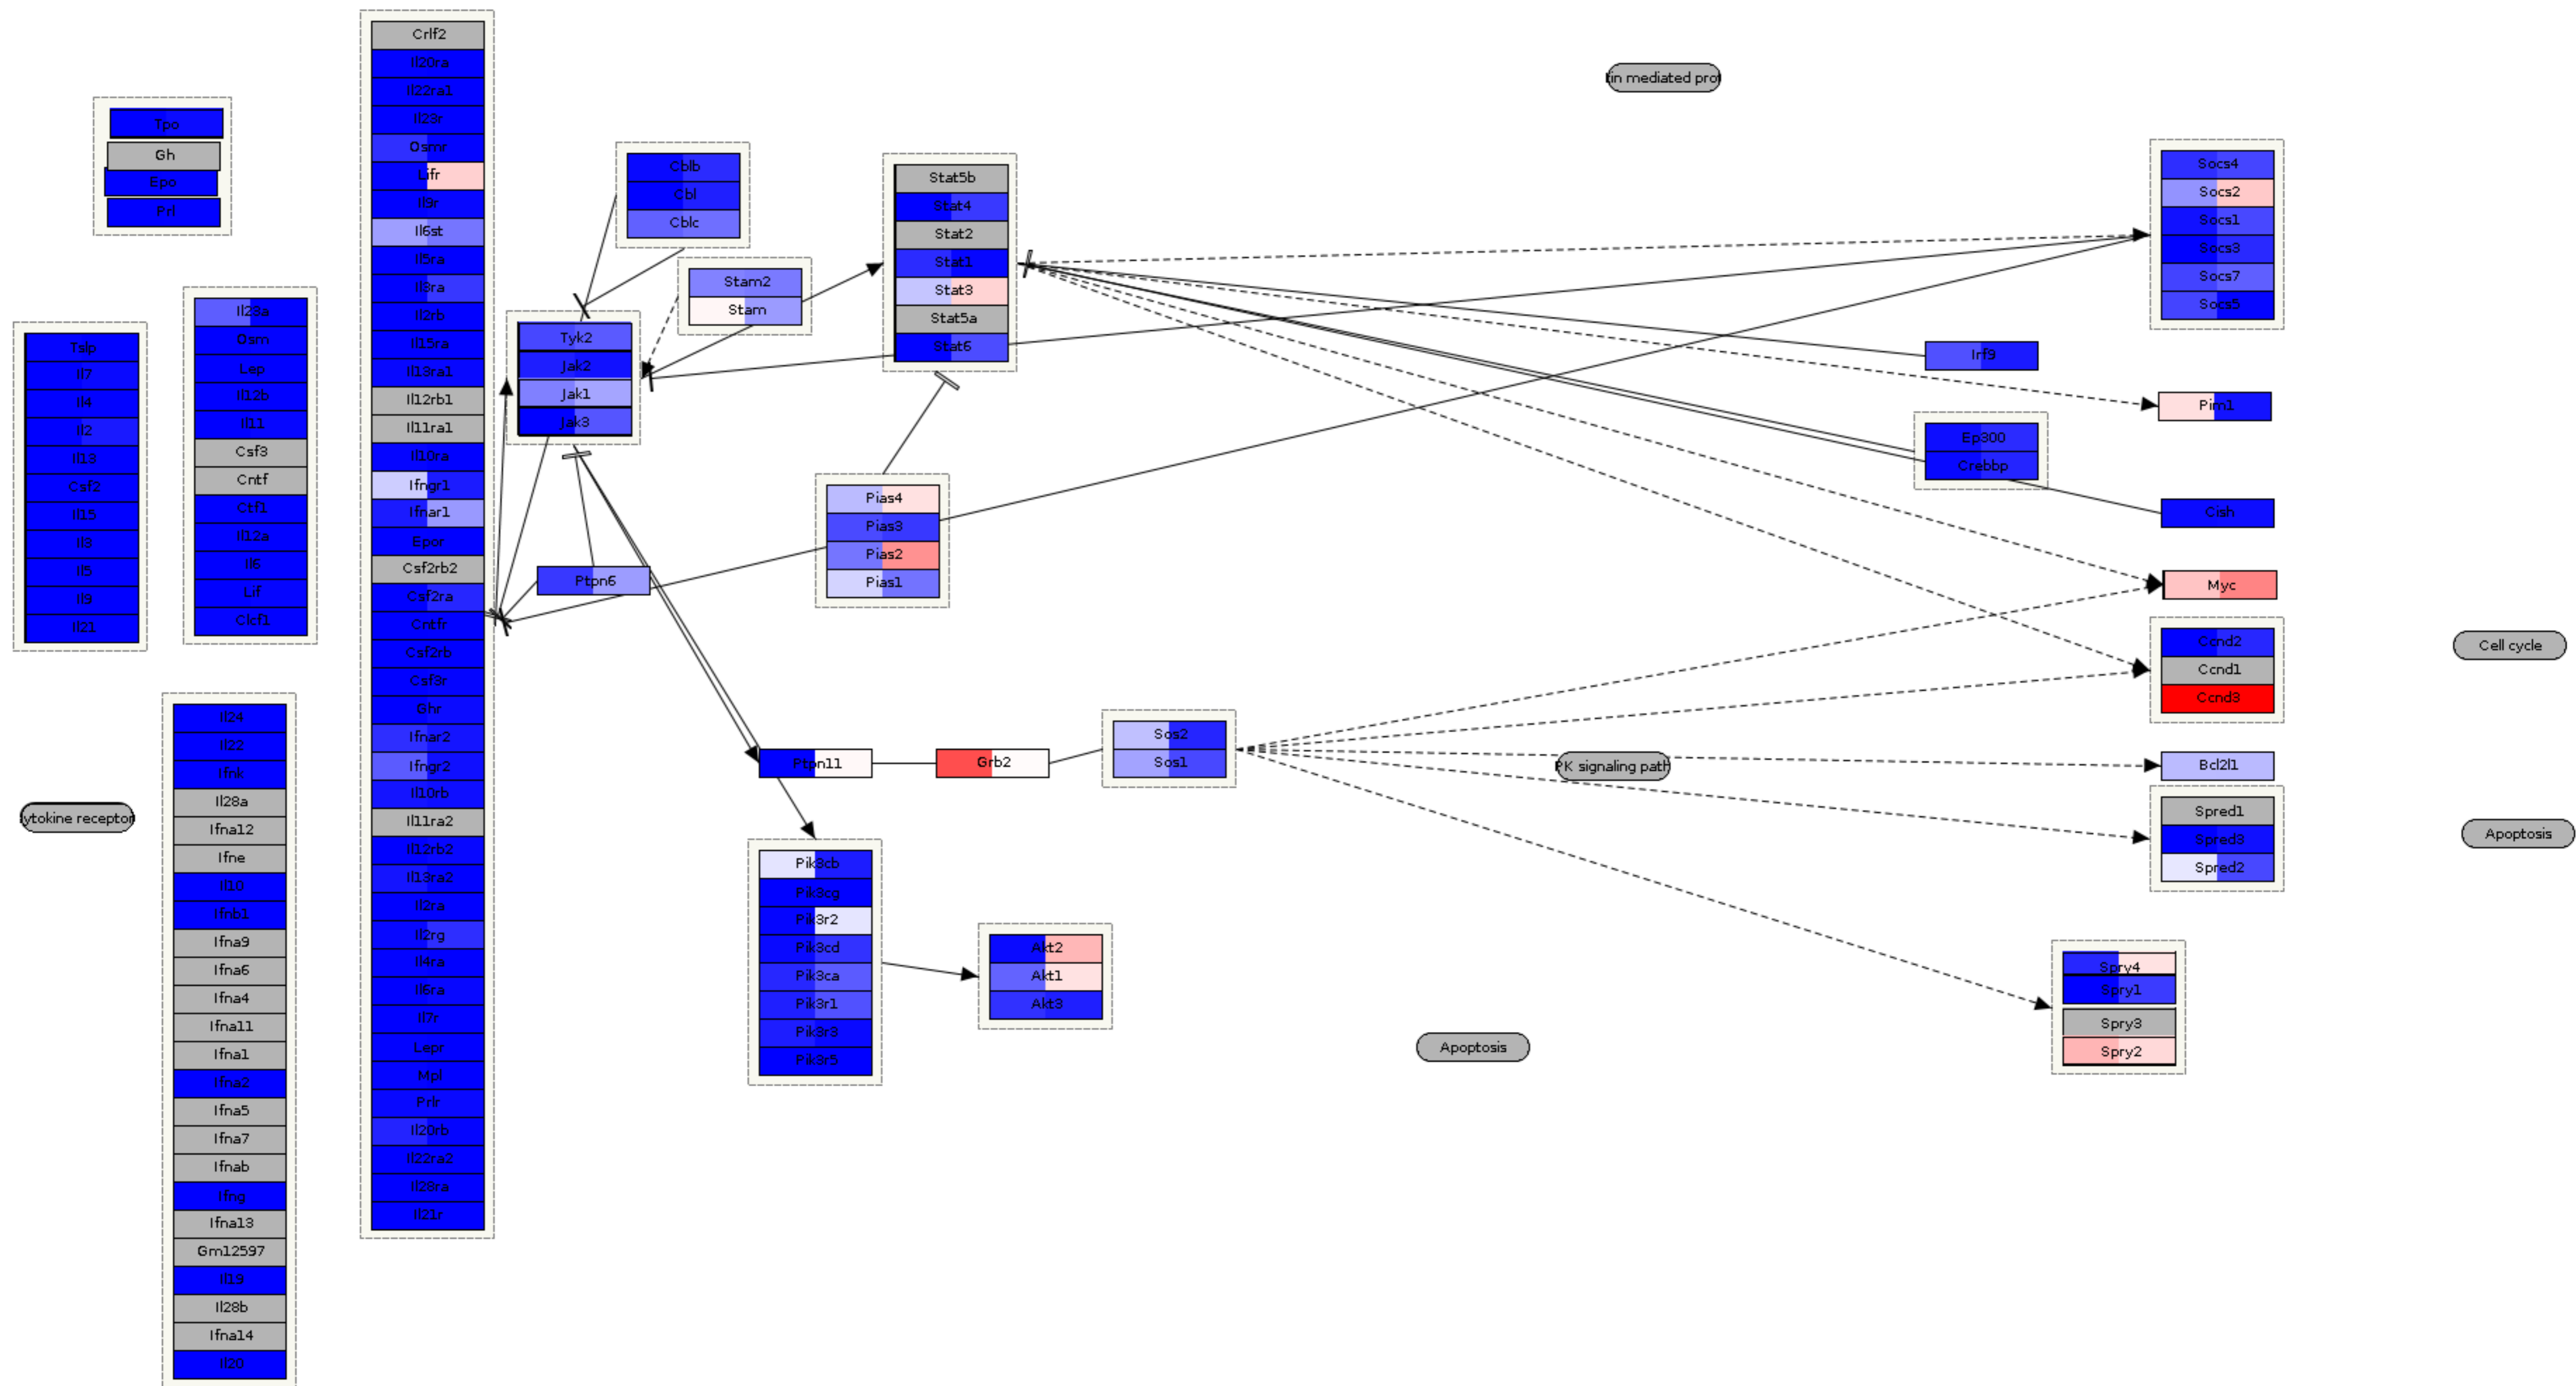 Tpo
Gh
Epo
Prl
Tslp
Il7
Il4
Il2
Il13
Csf2
Il15
Il3
Il5
Il9
Il21
Il23a
Osm
Lep
Il12b
Il11
Csf3
Cntf
Ctf1
Il12a
Il6
Lif
Clcf1
Il24
Il22
Ifnk
Il28a
Ifna12
Ifne
Il10
Ifnb1
Ifna9
Ifna6
Ifna4
Ifna11
Ifna1
Ifna2
Ifna5
Ifna7
Ifnab
Ifng
Ifna13
Gm12597
Il19
Il28b
Ifna14
Il20
ytokine receptor
Crlf2
Il20ra
Il22ra1
Il23r
Osmr
Lifr
Il9r
Il6st
Il5ra
Il3ra
Il2rb
Il15ra
Il13ra1
Il12rb1
Il11ra1
Il10ra
Ifngr1
Ifnar1
Epor
Csf2rb2
Csf2ra
Cntfr
Csf2rb
Csf3r
Ghr
Ifnar2
Ifngr2
Il10rb
Il11ra2
Il12rb2
Il13ra2
Il2ra
Il2rg
Il4ra
Il6ra
Il7r
Lepr
Mpl
Prlr
Il20rb
Il22ra2
Il28ra
Il21r
Cblb
Cbl
Cblc
Stam2
Stam
Tyk2
Jak2
Jak1
Jak3
Ptpn6
Stat5b
Stat4
Stat2
Stat1
Stat3
Stat5a
Stat6
Pias4
Pias3
Pias2
Pias1
Ptpn11
Grb2
Sos2
Sos1
Pik3cb
Pik3cg
Pik3r2
Pik3cd
Pik3ca
Pik3r1
Pik3r3
Pik3r5
Akt2
Akt1
Akt3
tin mediated prot
PK signaling path
Apoptosis
Irf9
Ep300
Crebbp
Socs4
Socs2
Socs1
Socs3
Socs7
Socs5
Pim1
Cish
Myc
Ccnd2
Ccnd1
Ccnd3
Bcl2l1
Spred1
Spred3
Spred2
Spry4
Spry1
Spry3
Spry2
Cell cycle
Apoptosis